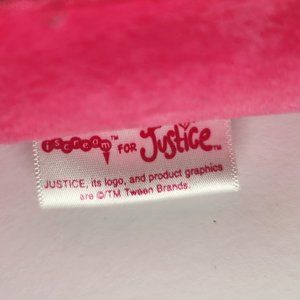 iscream™ FOR Justice™
JUSTICE, its logo, and product graphics
are ©/TM Tween Brands.